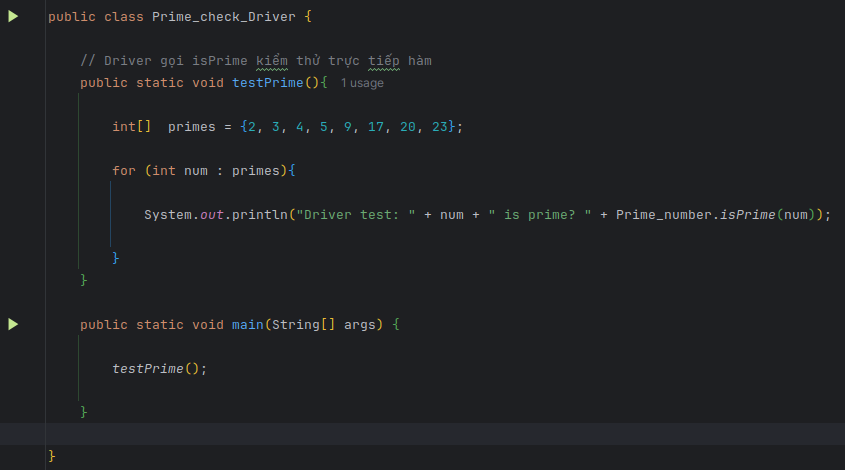 public class Prime_check_Driver {
// Driver gọi isPrime kiểm thử trực tiếp hàm
public static void testPrime(){ 1 usage
int[]  primes = {2, 3, 4, 5, 9, 17, 20, 23};
for (int num : primes){
System.out.println("Driver test: " + num + " is prime? " + Prime_number.isPrime(num));
}
}
public static void main(String[] args) {
testPrime();
}
}